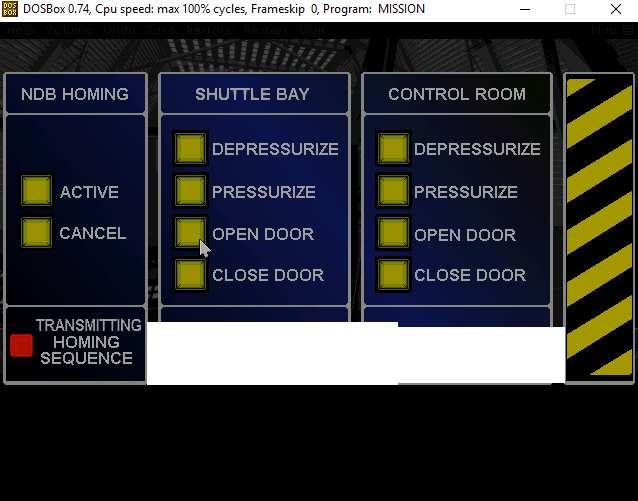 DOSBox 0.74, Cpu speed: max 100% cycles, Frameskip 0, Program: MISSION
Help Volume Undo Save Restore Restart Quit Map
NDB HOMING
ACTIVE
CANCEL
TRANSMITTING
HOMING
SEQUENCE
SHUTTLE BAY
DEPRESSURIZE
PRESSURIZE
OPEN DOOR
CLOSE DOOR
CONTROL ROOM
DEPRESSURIZE
PRESSURIZE
OPEN DOOR
CLOSE DOOR